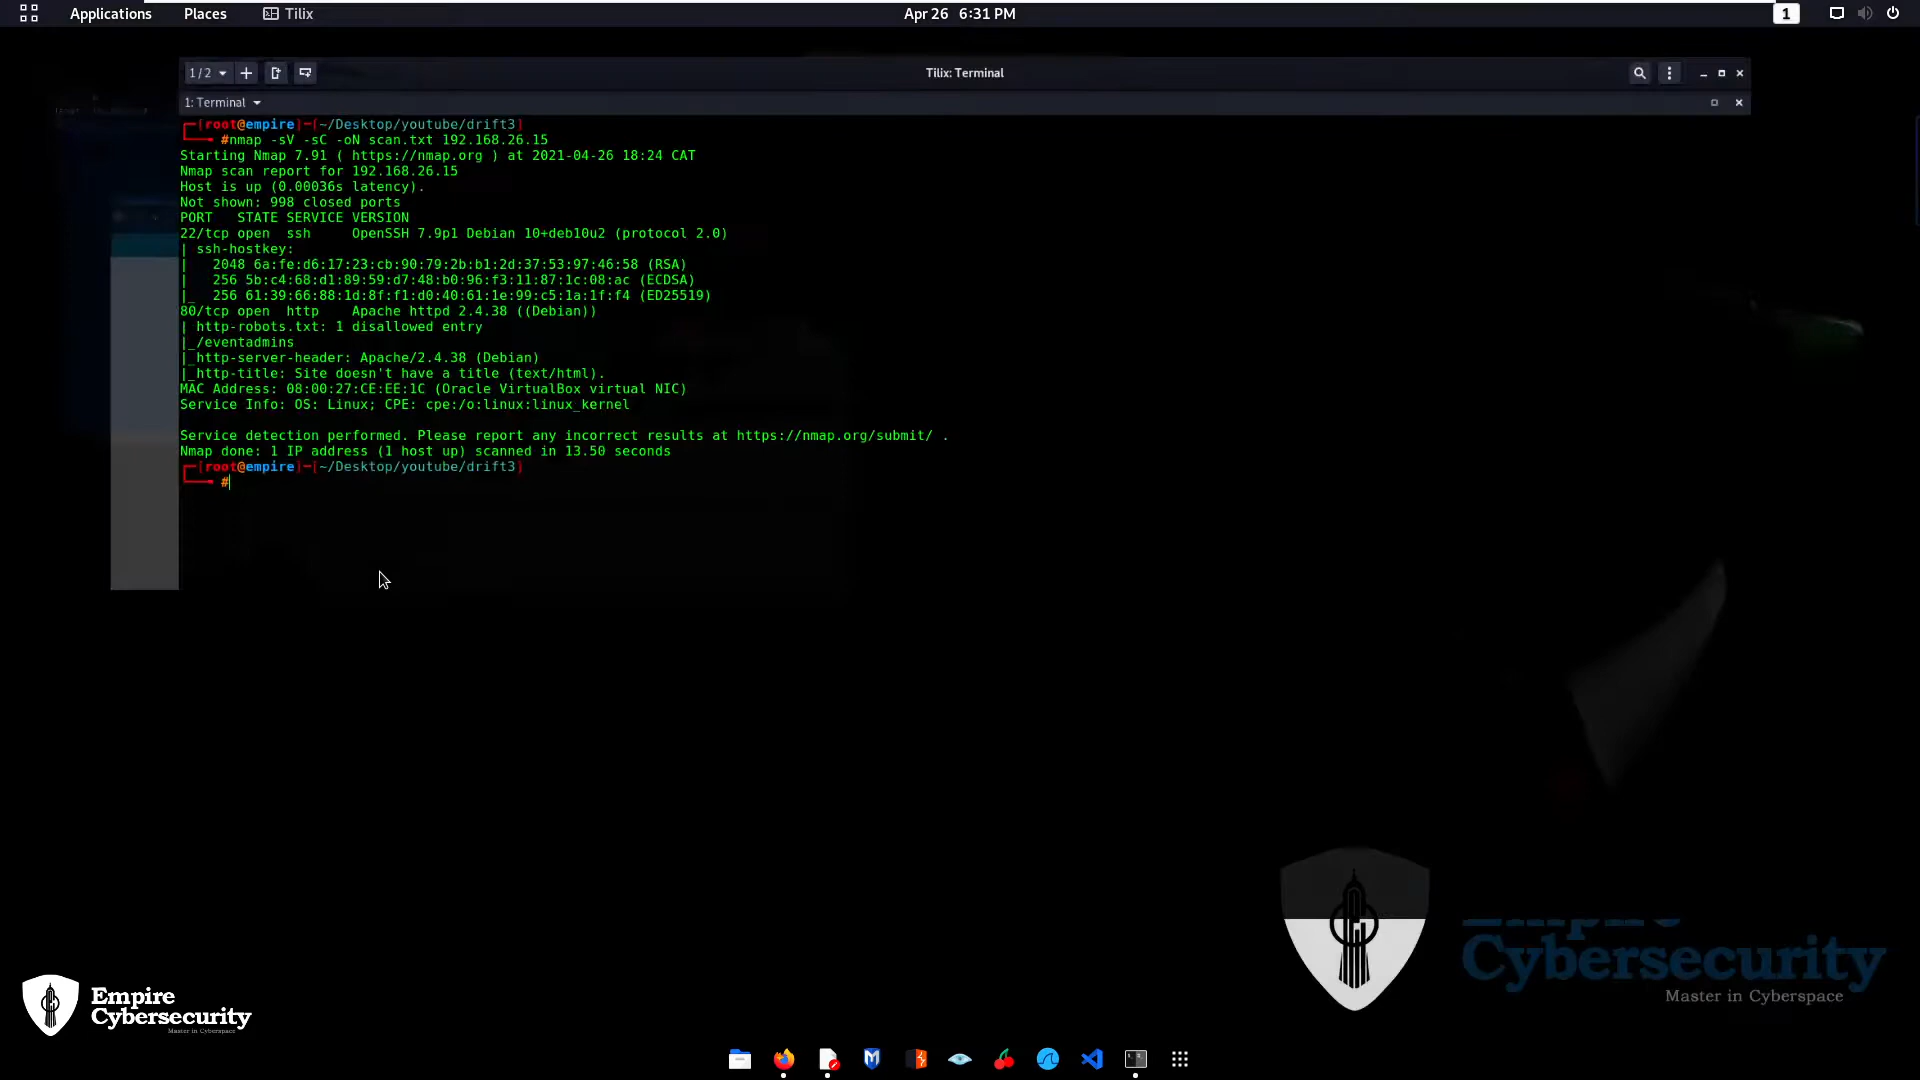 Applications Places Tilix Apr 26 6:31 PM 1
1/2 Tilix: Terminal
1: Terminal
[root@empire]-[~/Desktop/youtube/drift3]
#nmap -sV -sC -oN scan.txt 192.168.26.15
Starting Nmap 7.91 ( https://nmap.org ) at 2021-04-26 18:24 CAT
Nmap scan report for 192.168.26.15
Host is up (0.00036s latency).
Not shown: 998 closed ports
PORT   STATE SERVICE VERSION
22/tcp open  ssh     OpenSSH 7.9p1 Debian 10+deb10u2 (protocol 2.0)
| ssh-hostkey:
|   2048 6a:fe:d6:17:23:cb:90:79:2b:b1:2d:37:53:97:46:58 (RSA)
|   256 5b:c4:68:d1:89:59:d7:48:b0:96:f3:11:87:1c:08:ac (ECDSA)
|_  256 61:39:66:88:1d:8f:f1:d0:40:61:1e:99:c5:1a:1f:f4 (ED25519)
80/tcp open  http    Apache httpd 2.4.38 ((Debian))
| http-robots.txt: 1 disallowed entry
|_/eventadmins
|_http-server-header: Apache/2.4.38 (Debian)
|_http-title: Site doesn't have a title (text/html).
MAC Address: 08:00:27:CE:EE:1C (Oracle VirtualBox virtual NIC)
Service Info: OS: Linux; CPE: cpe:/o:linux:linux_kernel
Service detection performed. Please report any incorrect results at https://nmap.org/submit/ .
Nmap done: 1 IP address (1 host up) scanned in 13.50 seconds
[root@empire]-[~/Desktop/youtube/drift3]
#
Empire
Cybersecurity
Master in Cyberspace
Empire
Cybersecurity
Master in Cyberspace